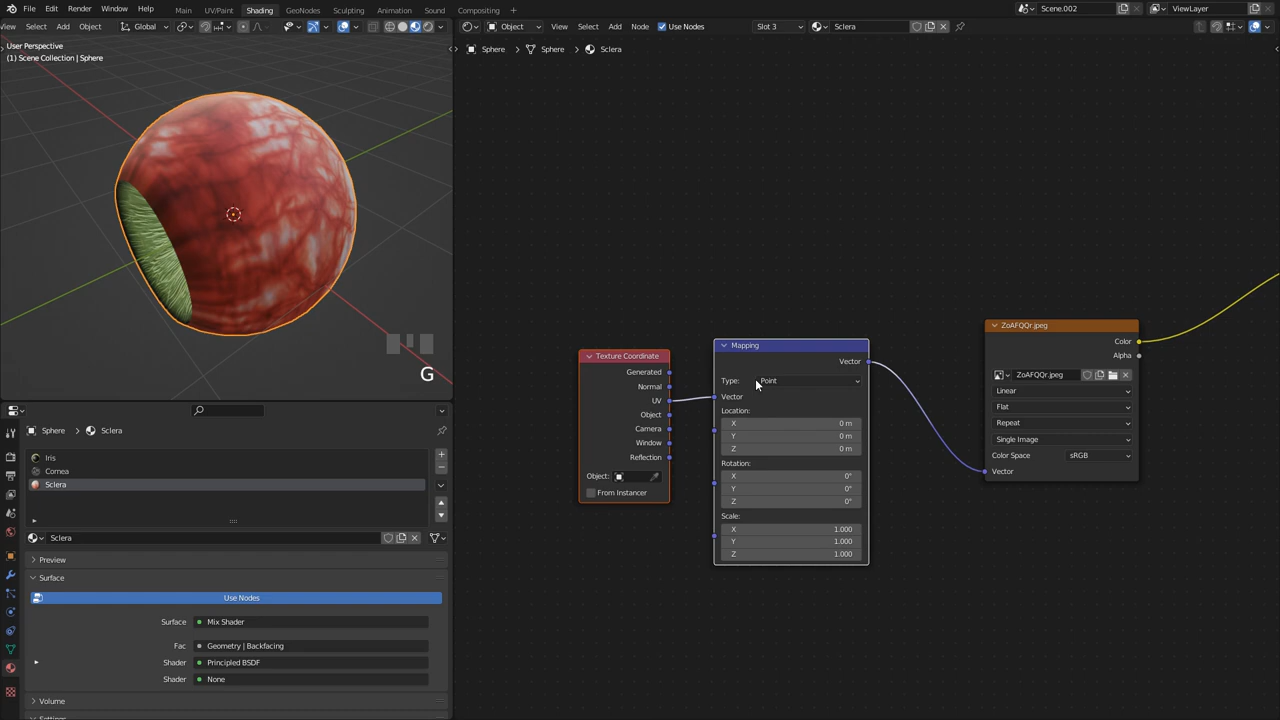 File Edit Render Window Help Main UV/Paint Shading GeoNodes UV Sculpting Animation Sound Compositing Scene.002 ViewLayer
View Select Add Global
Object View Select Add Node Use Nodes Slot 3 Sclera
User Perspective
(1) Scene Collection | Sphere
Sphere Sphere Sclera
G
Texture Coordinate
Generated
Normal
UV
Object
Camera
Window
Reflection
Object:
From Instancer
Mapping
Vector
Type: Point
Vector
Location:
X 0 m
Y 0 m
Z 0 m
Rotation:
X 0°
Y 0°
Z 0°
Scale:
X 1.000
Y 1.000
Z 1.000
ZoAFQQr.jpeg
Color
Alpha
ZoAFQQr.jpeg
Linear
Flat
Repeat
Single Image
Color Space sRGB
Vector
Sphere Sclera
Iris
Cornea
Sclera
Sclera
Preview
Surface
Use Nodes
Surface Mix Shader
Fac Geometry | Backfacing
Shader Principled BSDF
Shader None
Volume
Settings